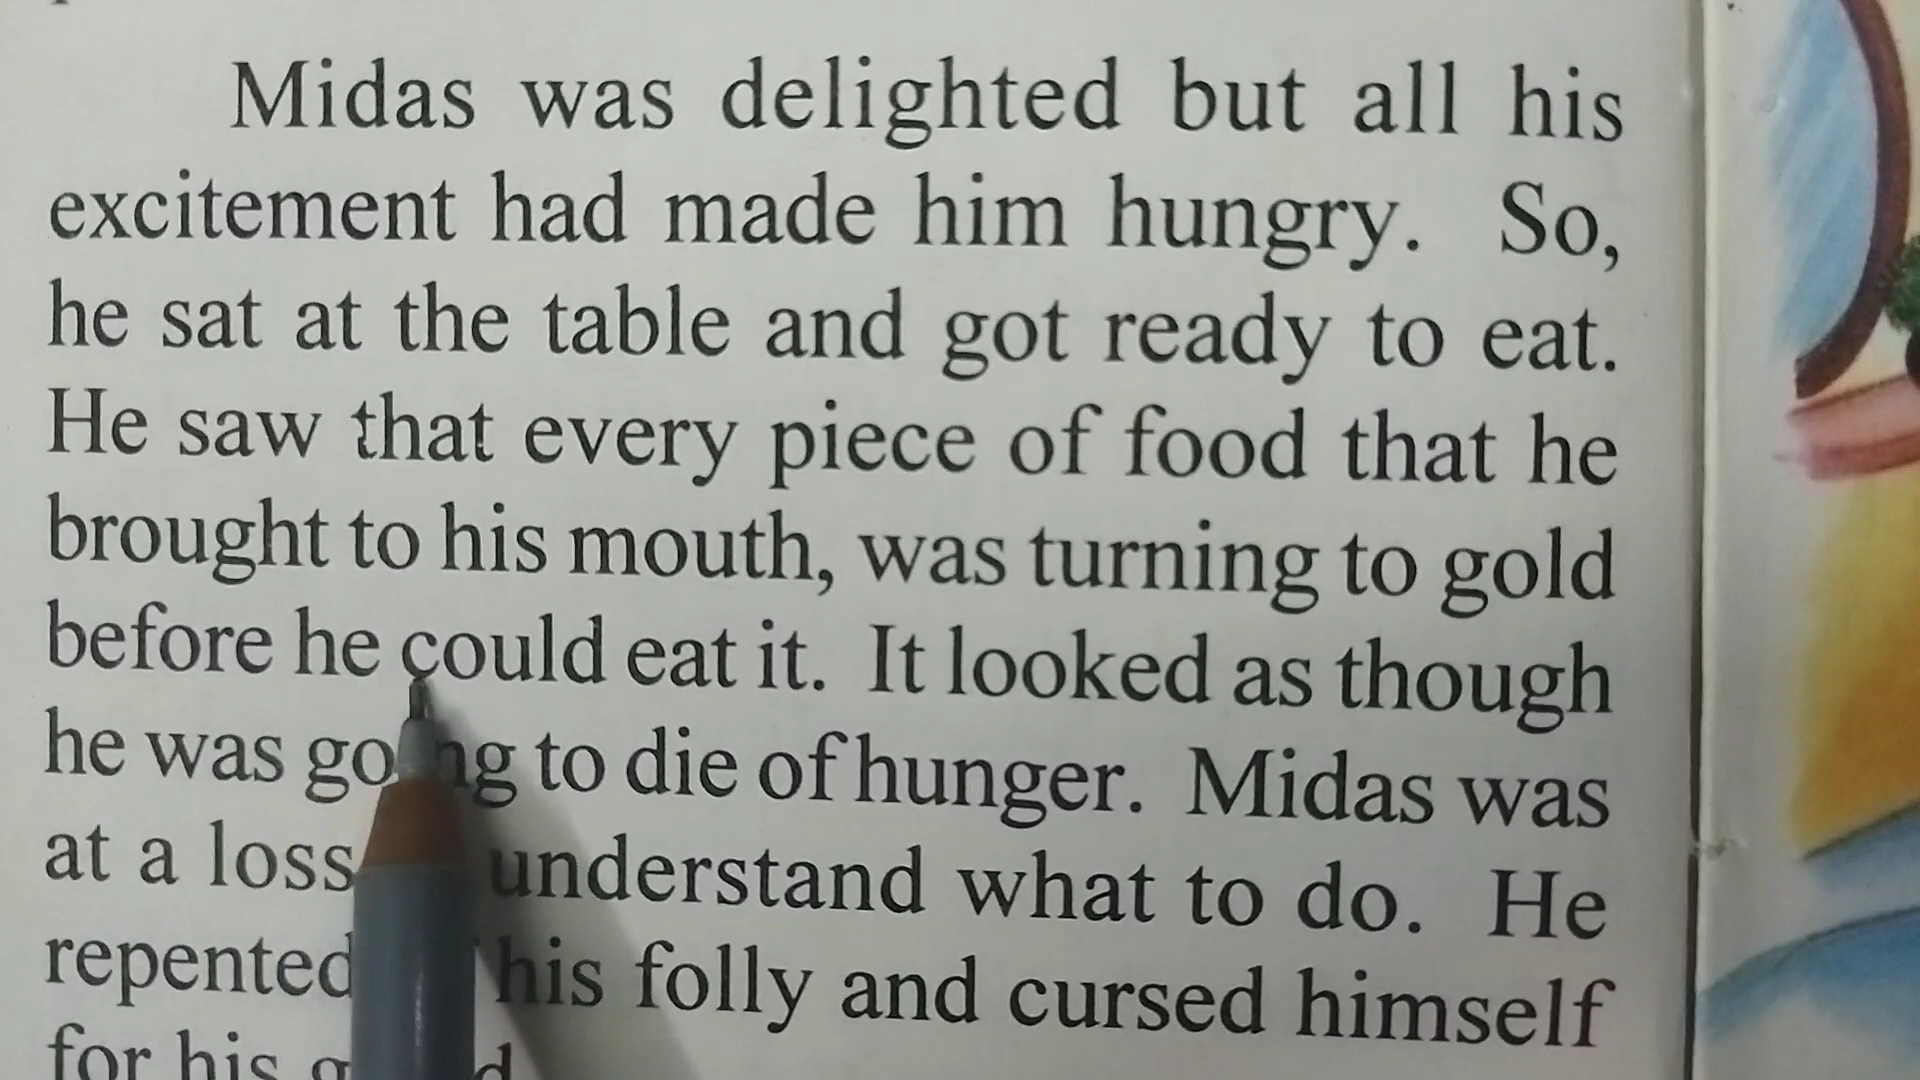 Midas was delighted but all his
excitement had made him hungry. So,
he sat at the table and got ready to eat.
He saw that every piece of food that he
brought to his mouth, was turning to gold
before he could eat it. It looked as though
he was going to die of hunger. Midas was
at a loss understand what to do. He
repented his folly and cursed himself
for his